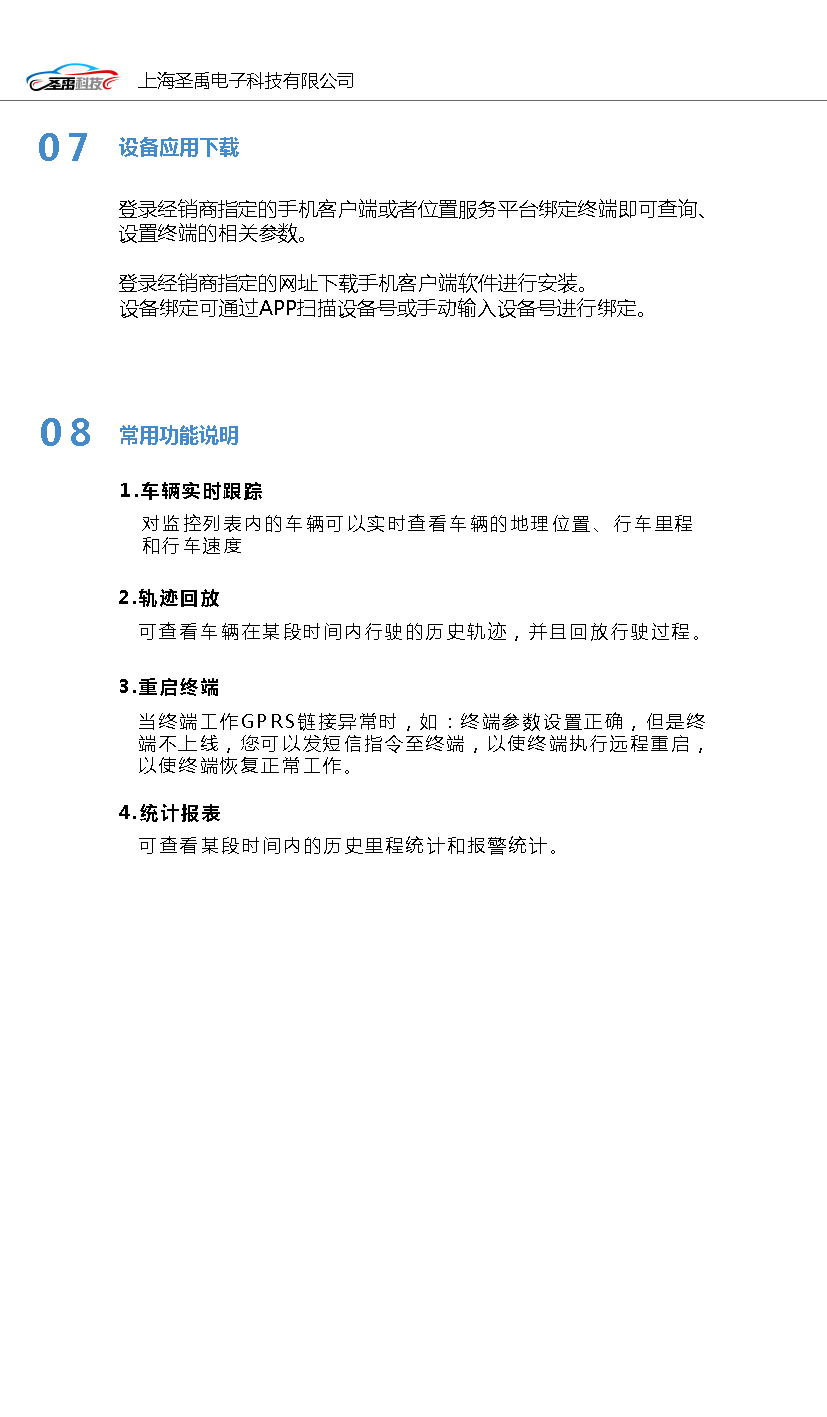 圣禹科技
上海圣禹电子科技有限公司
07 设备应用下载
登录经销商指定的手机客户端或者位置服务平台绑定终端即可查询、
设置终端的相关参数。
登录经销商指定的网址下载手机客户端软件进行安装。
设备绑定可通过APP扫描设备号或手动输入设备号进行绑定。
08 常用功能说明
1.车辆实时跟踪
对监控列表内的车辆可以实时查看车辆的地理位置、行车里程
和行车速度
2.轨迹回放
可查看车辆在某段时间内行驶的历史轨迹，并且回放行驶过程。
3.重启终端
当终端工作GPRS链接异常时，如：终端参数设置正确，但是终
端不上线，您可以发短信指令至终端，以使终端执行远程重启，
以使终端恢复正常工作。
4.统计报表
可查看某段时间内的历史里程统计和报警统计。